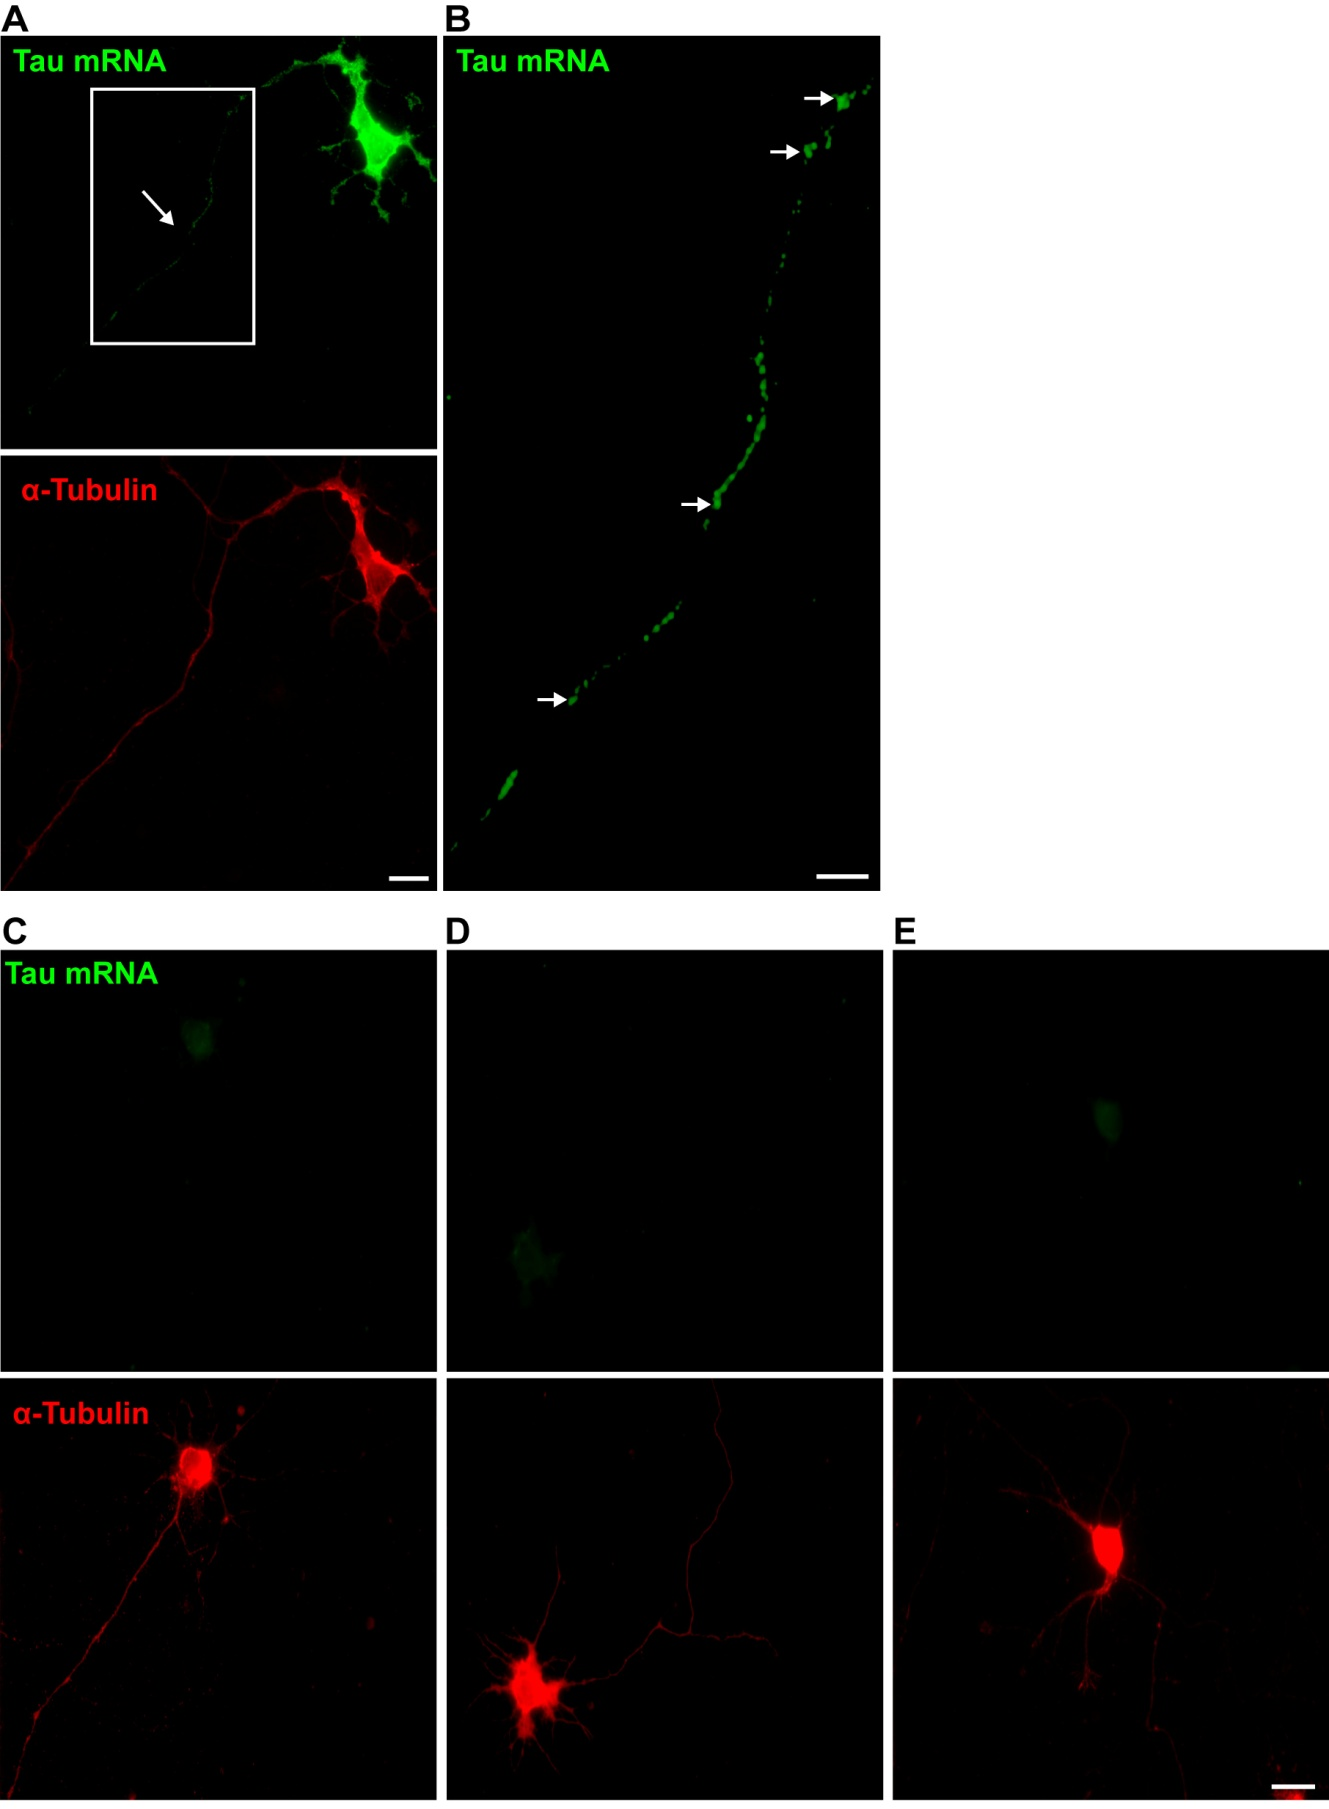 A
B
Tau mRNA
Tau mRNA
α-Tubulin
C
D
E
Tau mRNA
α-Tubulin